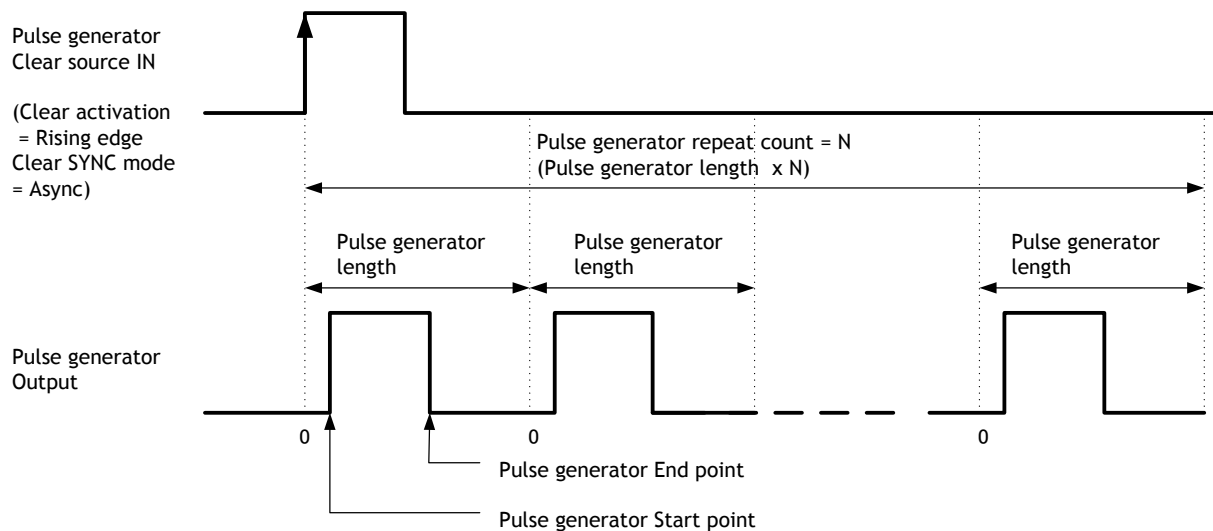 Pulse generator
Clear source IN
(Clear activation
= Rising edge
Clear SYNC mode
= Async)
Pulse generator repeat count = N
(Pulse generator length x N)
Pulse generator
length
Pulse generator
length
Pulse generator
length
Pulse generator
Output
0
0
0
Pulse generator End point
Pulse generator Start point